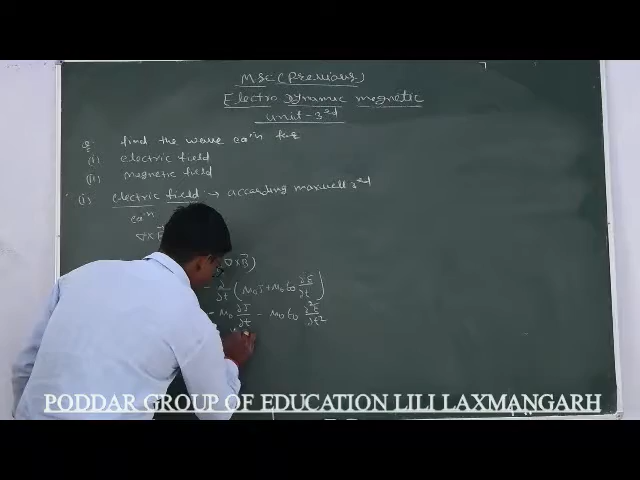 MSc (Previous)
Electro Dynamic magnetic
Unit-3rd
Q. find the wave eqn for
(i) electric field
(ii) magnetic field
(i) electric field → according maxwell 3rd
eqn
∇×
∇×B⃗)
∂/∂t (μ0J + μ0ε0 ∂E/∂t)
- μ0 ∂J/∂t - μ0ε0 ∂²E/∂t²
PODDAR GROUP OF EDUCATION LILI LAXMANGARH